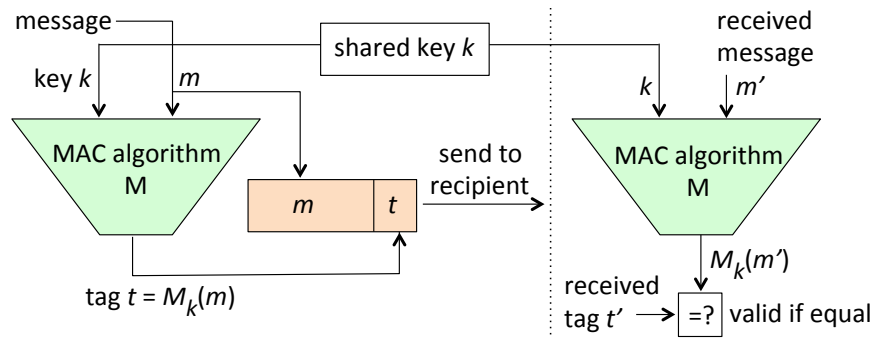 message
shared key k
received
message
key k
m
k
m'
MAC algorithm
M
MAC algorithm
M
send to
recipient
m
t
tag t = Mk(m)
Mk(m')
received
tag t'
=?
valid if equal